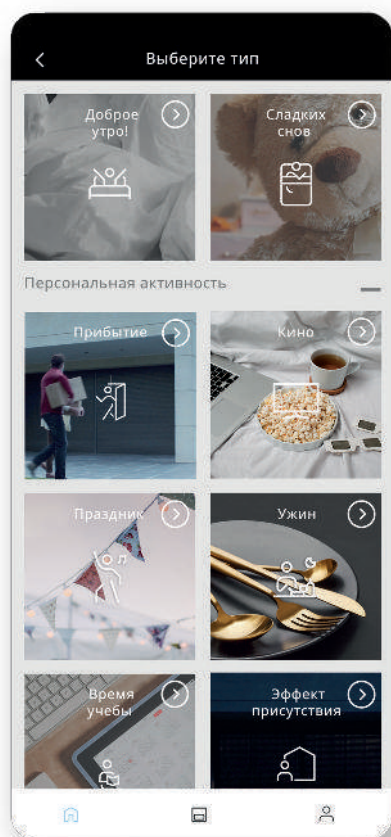 Выберите тип
Доброе
утро!
Сладких
снов
Персональная активность
Прибытие
Кино
Праздник
Ужин
Время
учебы
Эффект
присутствия